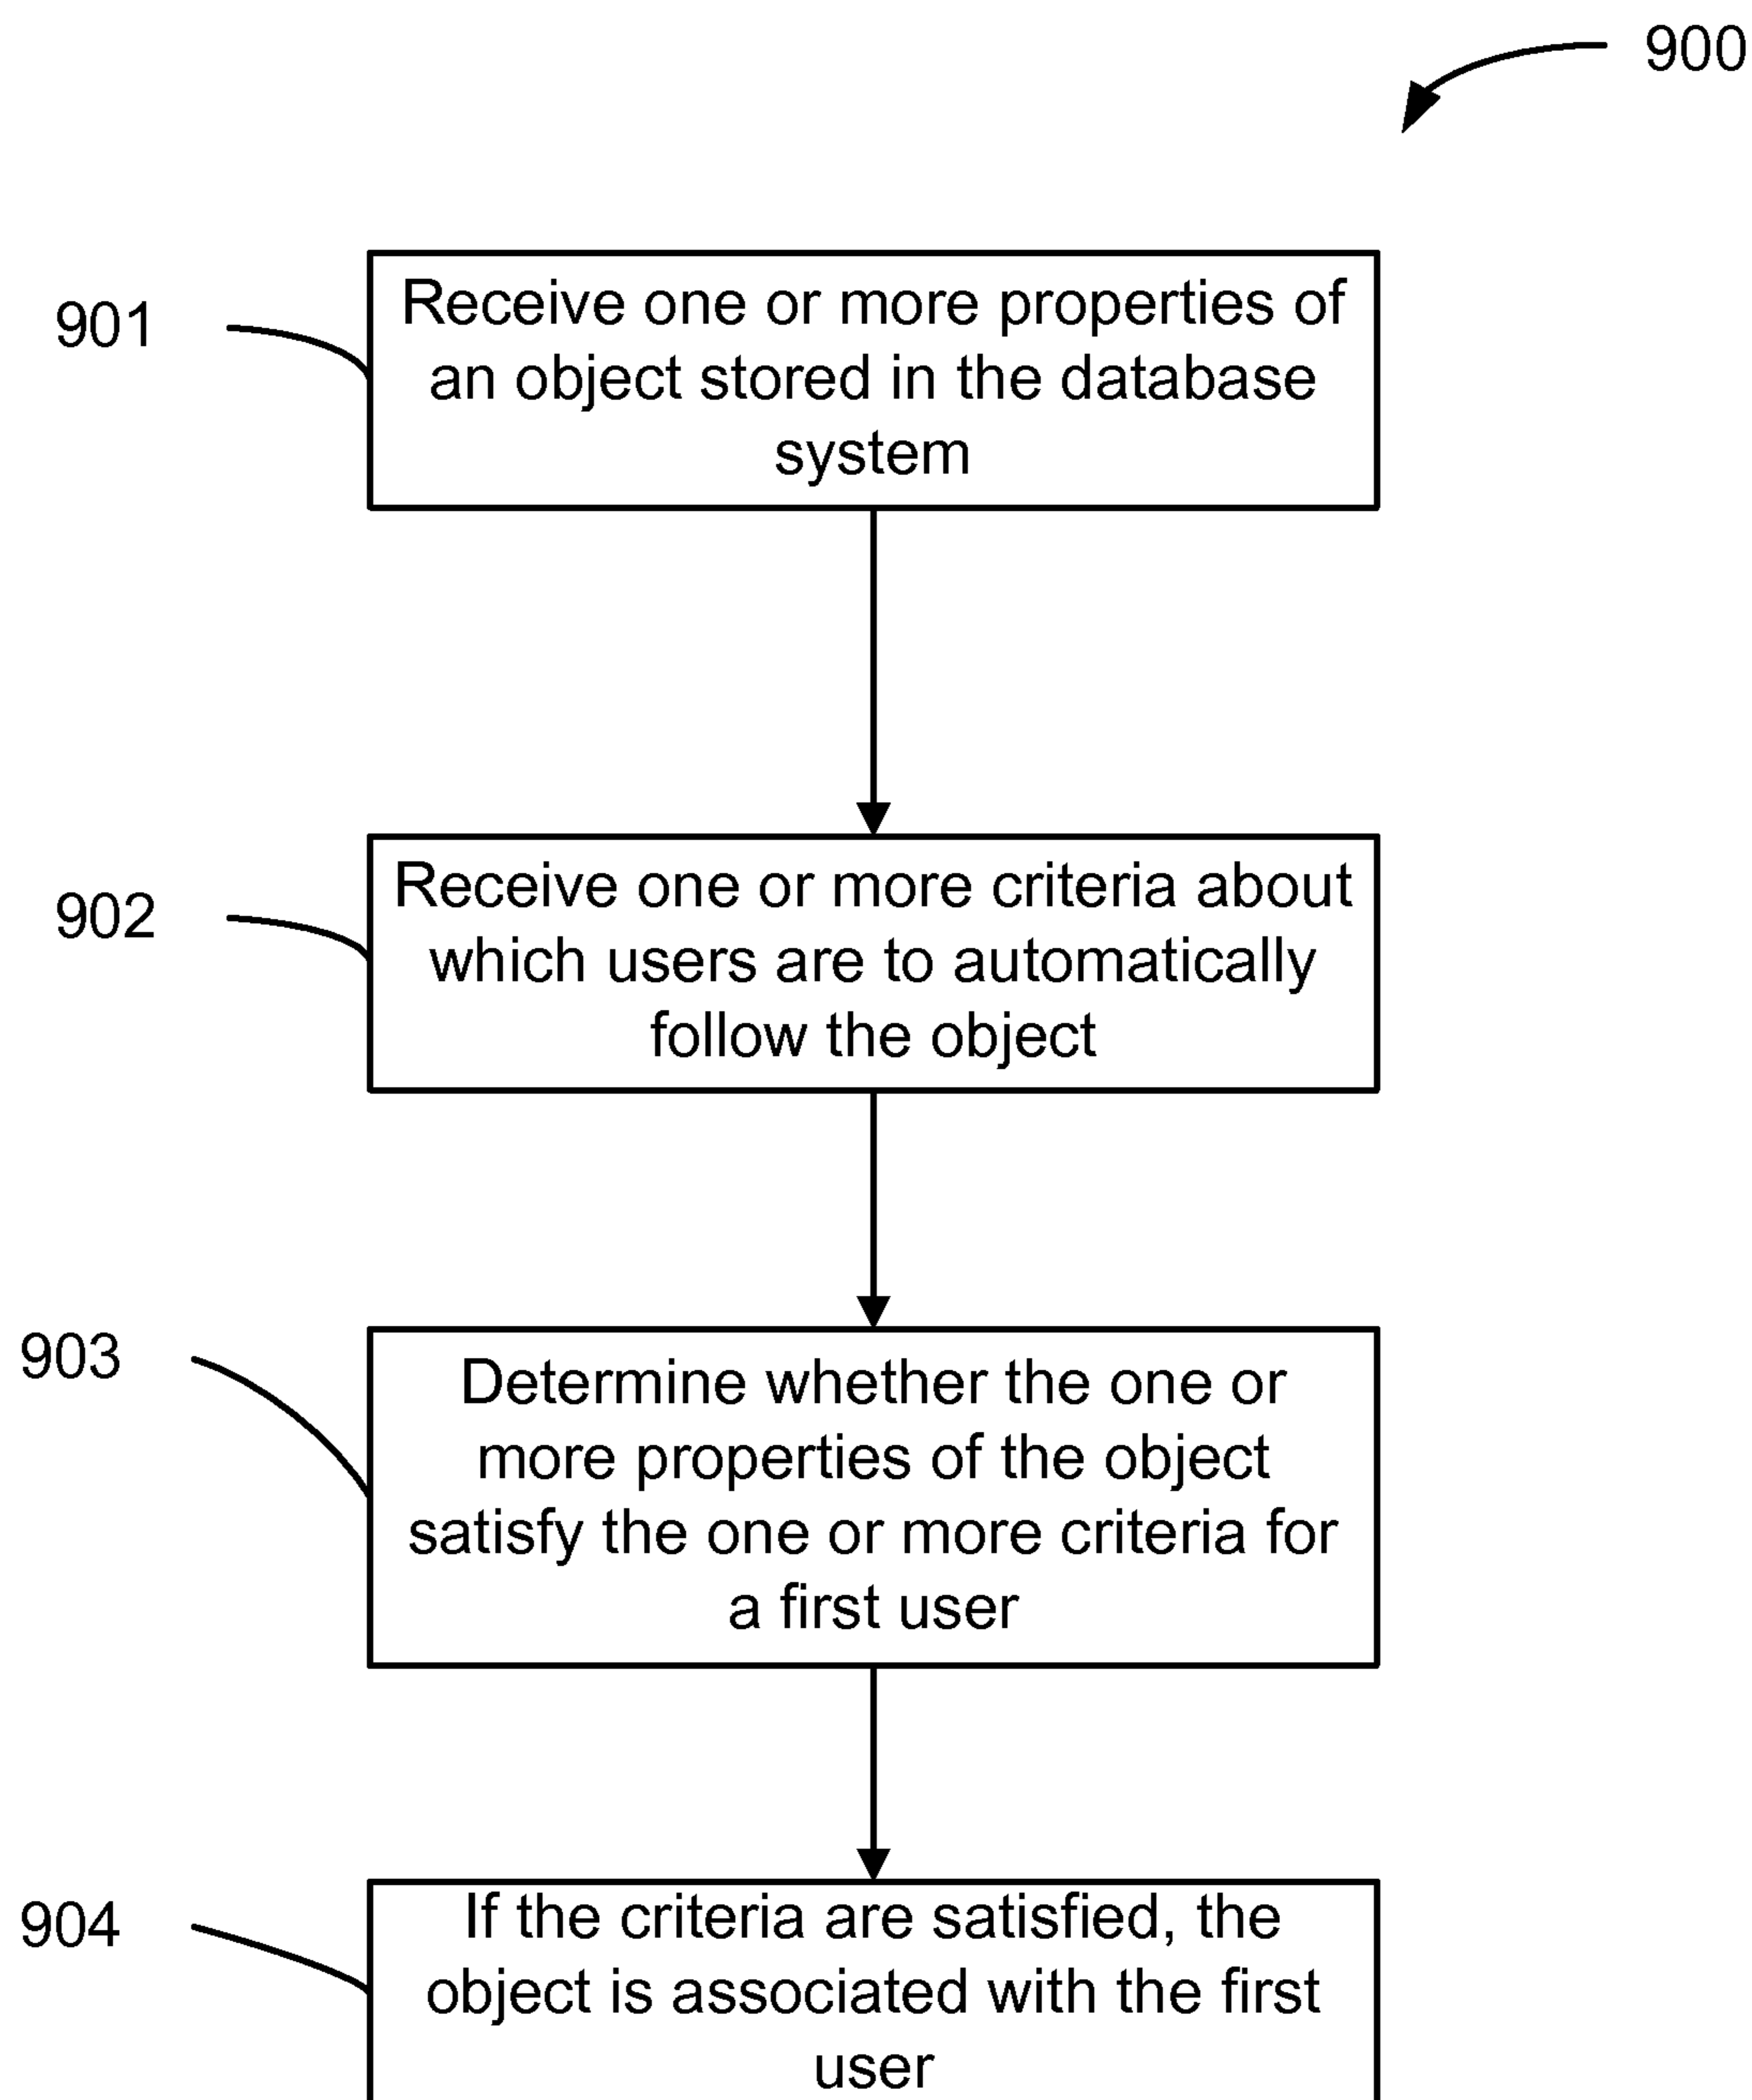 900
901
Receive one or more properties of
an object stored in the database
system
902
Receive one or more criteria about
which users are to automatically
follow the object
903
Determine whether the one or
more properties of the object
satisfy the one or more criteria for
a first user
904
If the criteria are satisfied, the
object is associated with the first
user